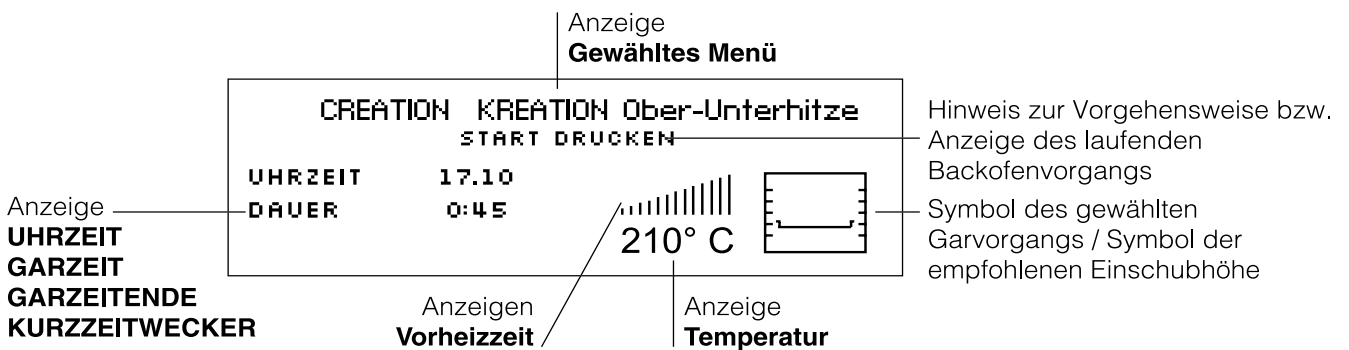 Anzeige
Gewähltes Menü
CREATION KREATION Ober-Unterhitze
START DRUCKEN
UHRZEIT 17.10
DAUER 0:45
210° C
Hinweis zur Vorgehensweise bzw.
Anzeige des laufenden
Backofenvorgangs
Symbol des gewählten
Garvorgangs / Symbol der
empfohlenen Einschubhöhe
Anzeige
UHRZEIT
GARZEIT
GARZEITENDE
KURZZEITWECKER
Anzeigen
Vorheizzeit
Anzeige
Temperatur